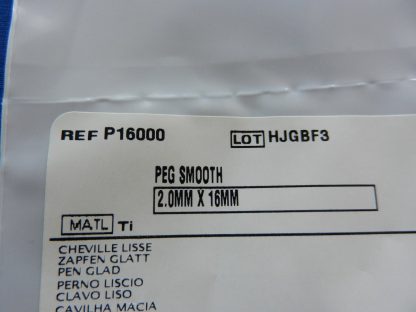 REF P16000 LOT HJGBF3
PEG SMOOTH
2.0MM X 16MM
MATL Ti
CHEVILLE LISSE
ZAPFEN GLATT
PEN GLAD
PERNO LISCIO
CLAVO LISO
CAVILHA MACIA